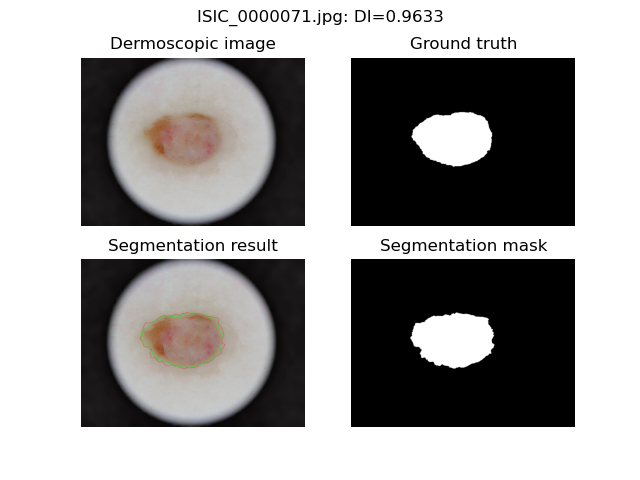 ISIC_0000071.jpg: DI=0.9633
Dermoscopic image
Ground truth
Segmentation result
Segmentation mask